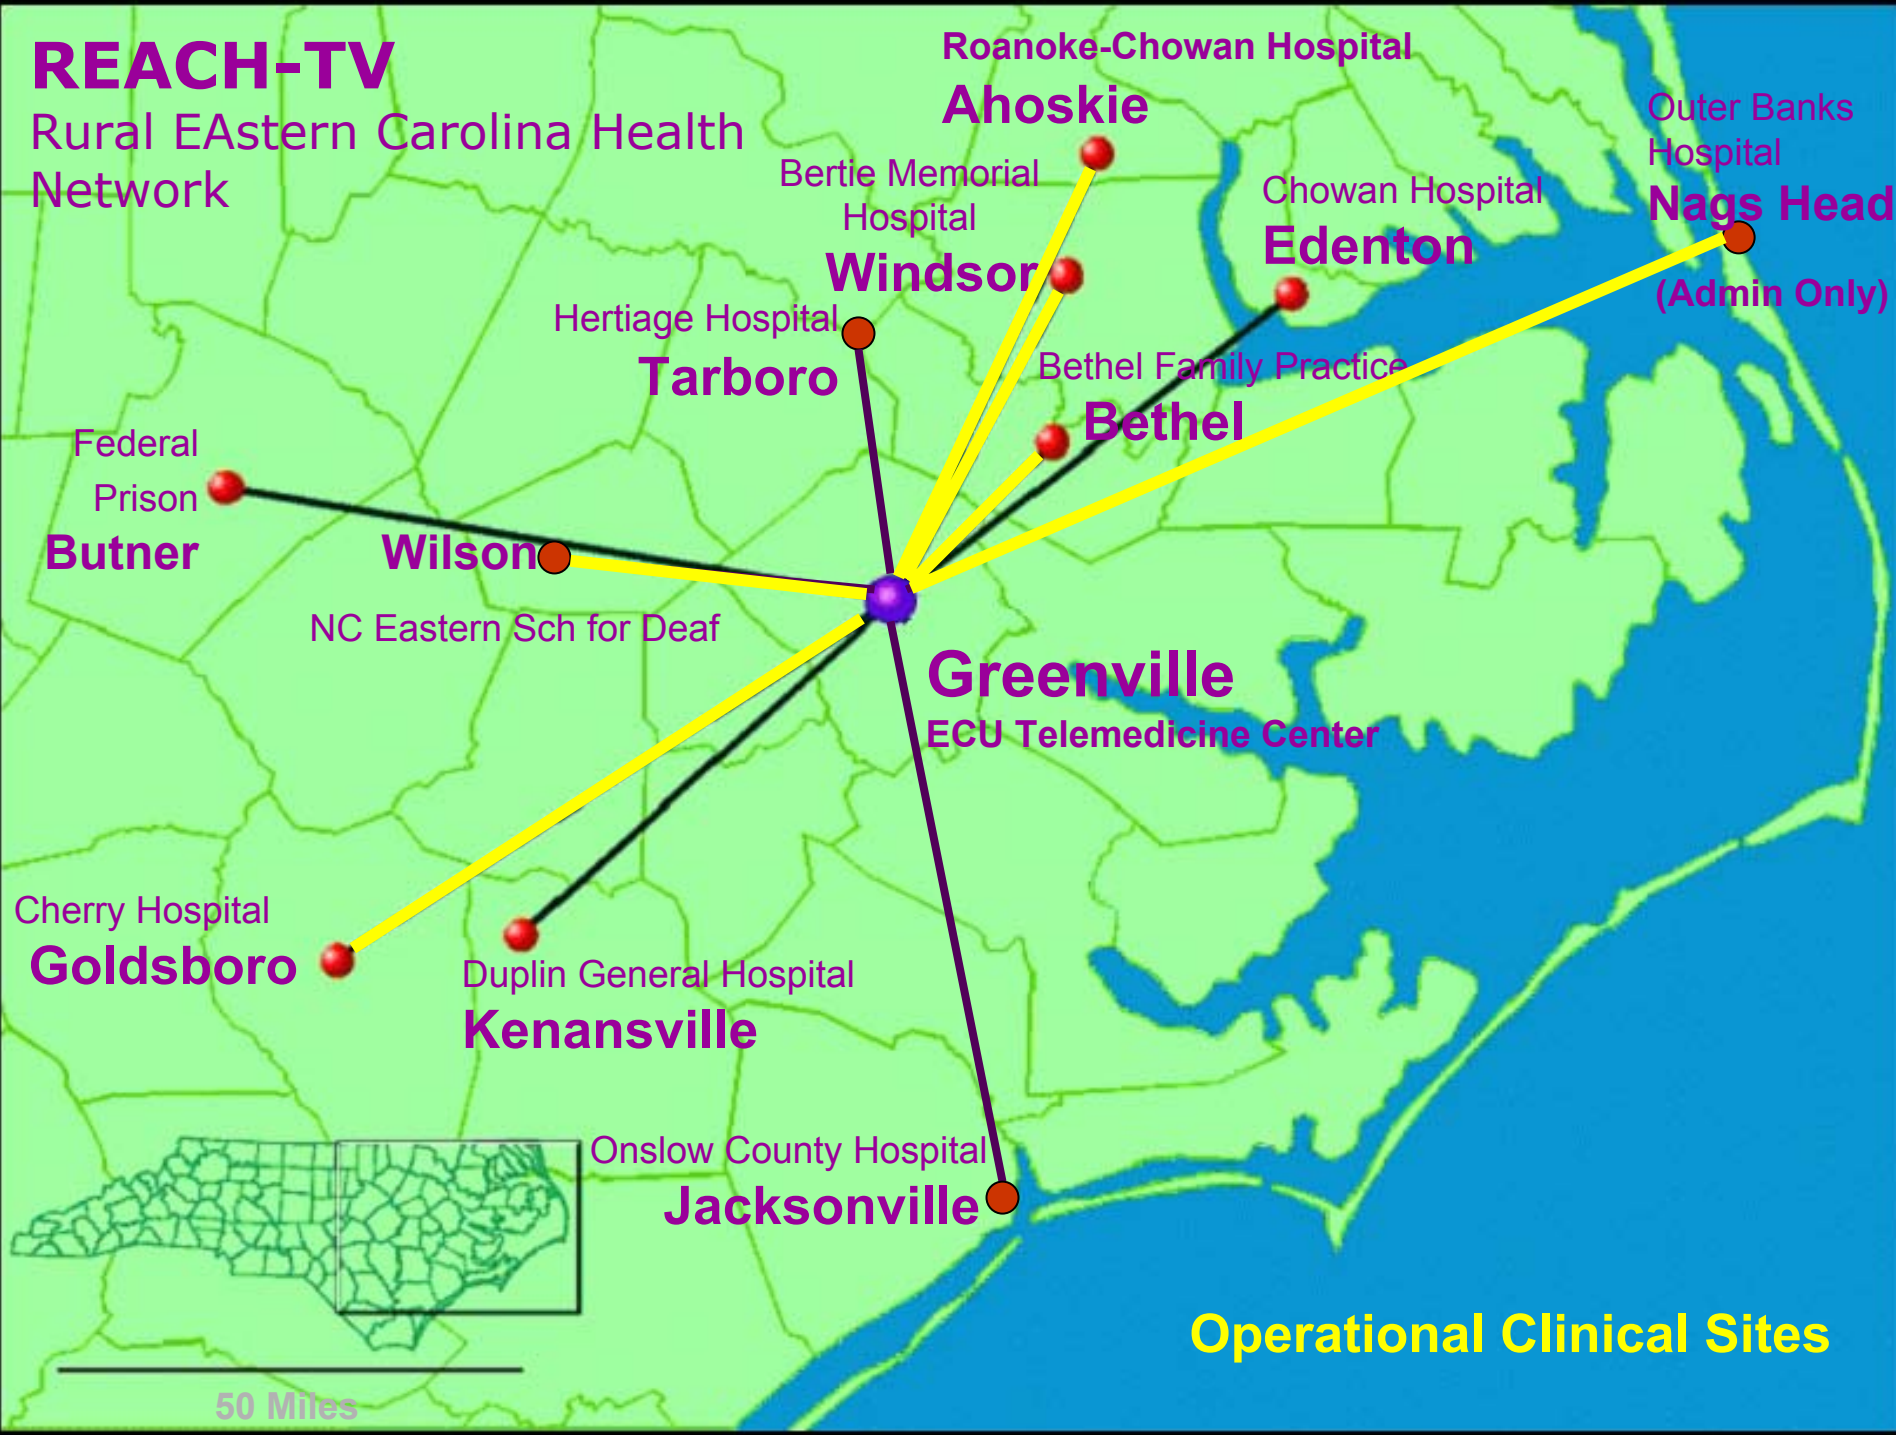 REACH-TV
Rural EAstern Carolina Health
Network
Roanoke-Chowan Hospital
Ahoskie
Outer Banks
Hospital
Nags Head
(Admin Only)
Bertie Memorial
Hospital
Windsor
Chowan Hospital
Edenton
Hertiage Hospital
Tarboro
Bethel Family Practice
Bethel
Federal
Prison
Butner
Wilson
NC Eastern Sch for Deaf
Greenville
ECU Telemedicine Center
Cherry Hospital
Goldsboro
Duplin General Hospital
Kenansville
Onslow County Hospital
Jacksonville
Operational Clinical Sites
50 Miles